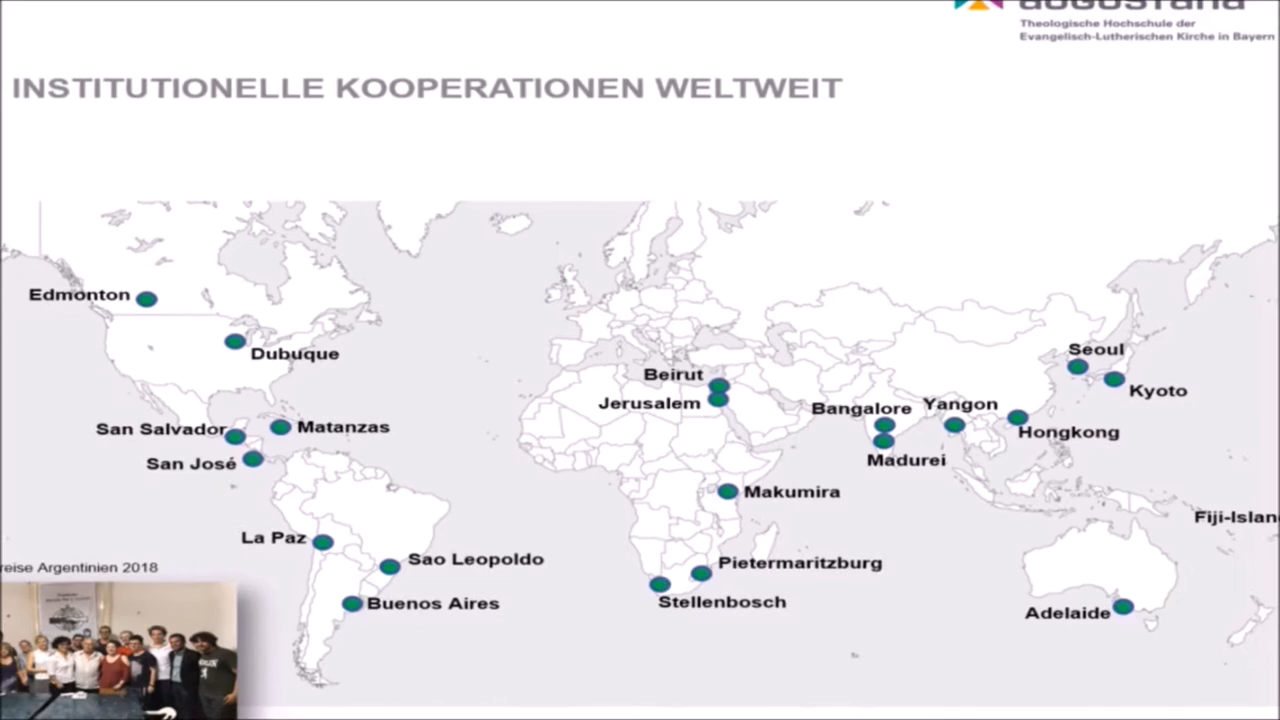 AUGUSTANA
Theologische Hochschule der
Evangelisch-Lutherischen Kirche in Bayern
INSTITUTIONELLE KOOPERATIONEN WELTWEIT
Edmonton
Dubuque
Seoul
Beirut
Kyoto
Jerusalem
Bangalore
Yangon
San Salvador
Matanzas
Hongkong
San José
Madurei
Makumira
Fiji-Islan
La Paz
Sao Leopoldo
Pietermaritzburg
reise Argentinien 2018
Buenos Aires
Stellenbosch
Adelaide